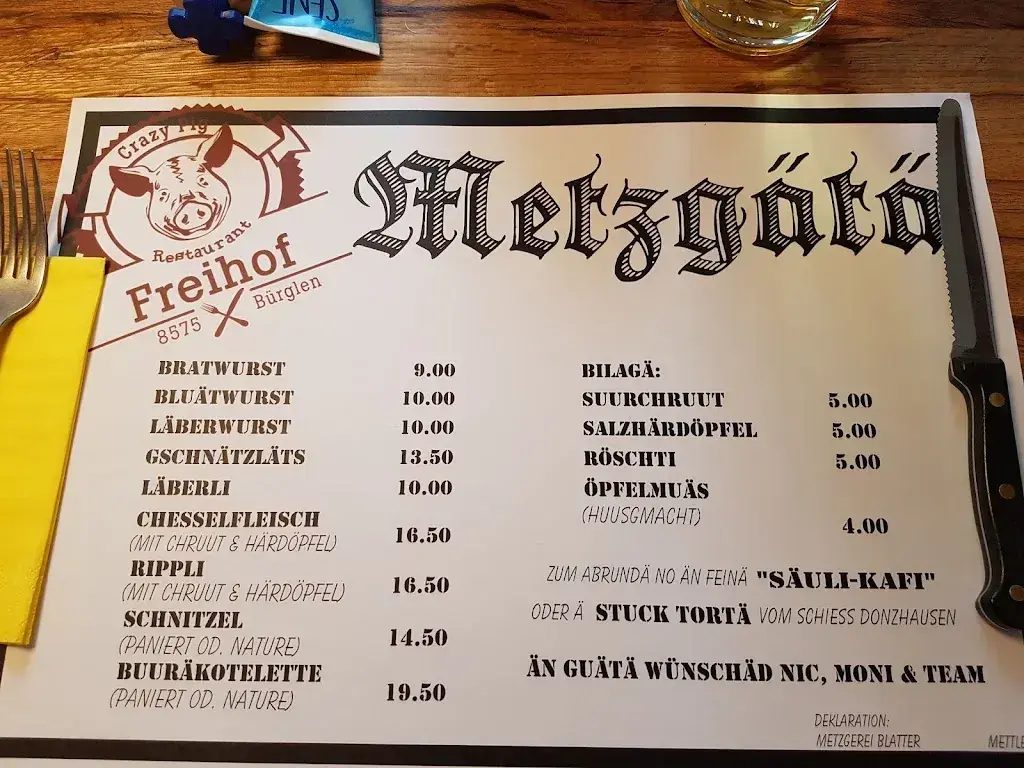 SENF
Crazy Pig
Restaurant
Freihof
8575 Bürglen
Metzgätä
BRATWURST 9.00
BLUÄTWURST 10.00
LÄBERWURST 10.00
GSCHNÄTZLÄTS 13.50
LÄBERLI 10.00
CHESSELFLEISCH
(MIT CHRUUT & HÄRDÖPFEL) 16.50
RIPPLI
(MIT CHRUUT & HÄRDÖPFEL) 16.50
SCHNITZEL
(PANIERT OD. NATURE) 14.50
BUURÄKOTELETTE
(PANIERT OD. NATURE) 19.50
BILAGÄ:
SUURCHRUUT 5.00
SALZHÄRDÖPFEL 5.00
RÖSCHTI 5.00
ÖPFELMUÄS
(HUUSGMACHT) 4.00
ZUM ABRUNDÄ NO ÄN FEINÄ "SÄULI-KAFI"
ODER Ä STUCK TORTÄ VOM SCHIESS DONZHAUSEN
ÄN GUÄTÄ WÜNSCHÄD NIC, MONI & TEAM
DEKLARATION:
METZGEREI BLATTER METTLE